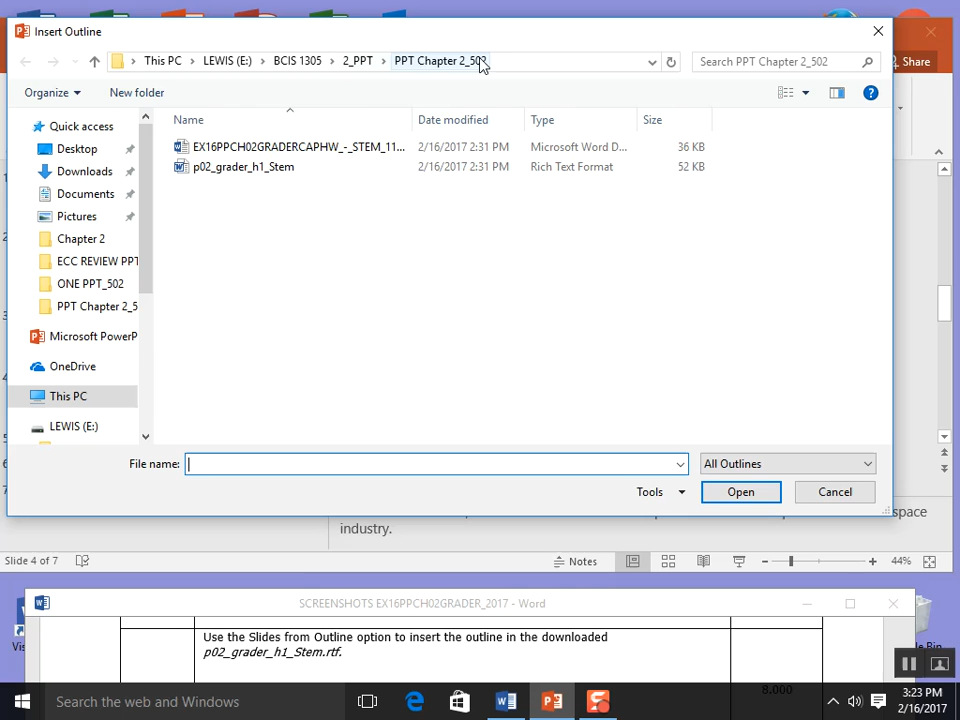 Insert Outline
This PC > LEWIS (E:) > BCIS 1305 > 2_PPT > PPT Chapter 2_502
Search PPT Chapter 2_502
Share
Organize
New folder
Name
Date modified
Type
Size
Quick access
Desktop
Downloads
Documents
Pictures
Chapter 2
ECC REVIEW PPT
ONE PPT_502
PPT Chapter 2_5
Microsoft PowerP
OneDrive
This PC
LEWIS (E:)
EX16PPCH02GRADERCAPHW_-_STEM_11... 2/16/2017 2:31 PM Microsoft Word D... 36 KB
p02_grader_h1_Stem 2/16/2017 2:31 PM Rich Text Format 52 KB
File name:
All Outlines
Tools
Open
Cancel
space
industry.
Slide 4 of 7
Notes
44%
SCREENSHOTS EX16PPCH02GRADER_2017 - Word
Use the Slides from Outline option to insert the outline in the downloaded
p02_grader_h1_Stem.rtf.
8.000
Search the web and Windows
3:23 PM
2/16/2017